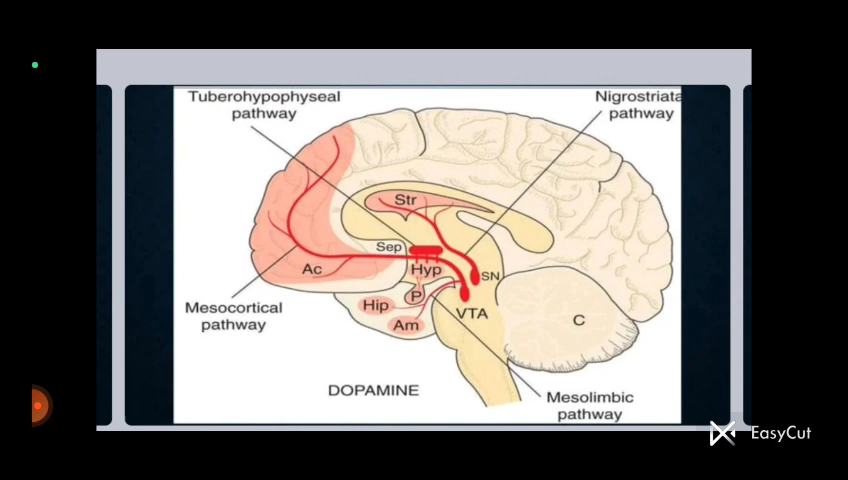 Tuberohypophyseal
pathway
Nigrostriata
pathway
Str
Sep
Hyp
SN
Ac
P
Hip
Am
VTA
C
Mesocortical
pathway
DOPAMINE
Mesolimbic
pathway
EasyCut